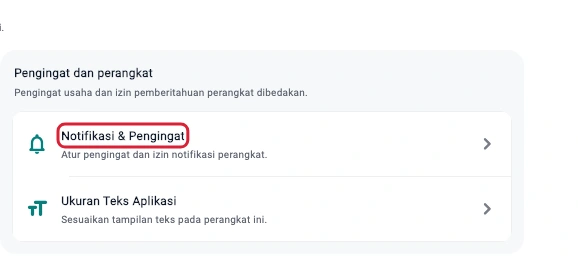 i.
Pengingat dan perangkat
Pengingat usaha dan izin pemberitahuan perangkat dibedakan.
Notifikasi & Pengingat
Atur pengingat dan izin notifikasi perangkat.
Ukuran Teks Aplikasi
Sesuaikan tampilan teks pada perangkat ini.